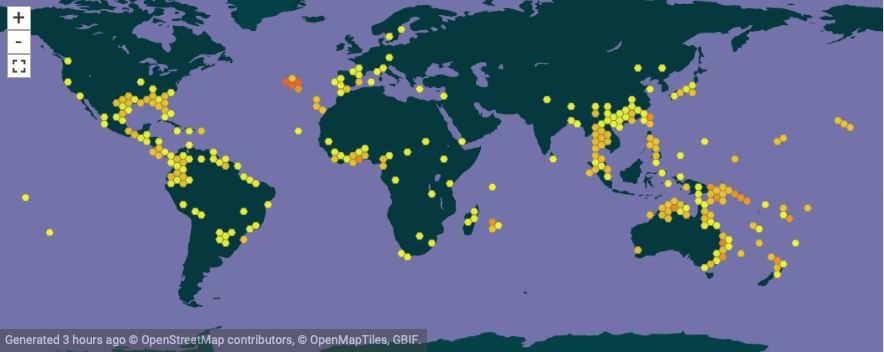 +
-
Generated 3 hours ago © OpenStreetMap contributors, © OpenMapTiles, GBIF.